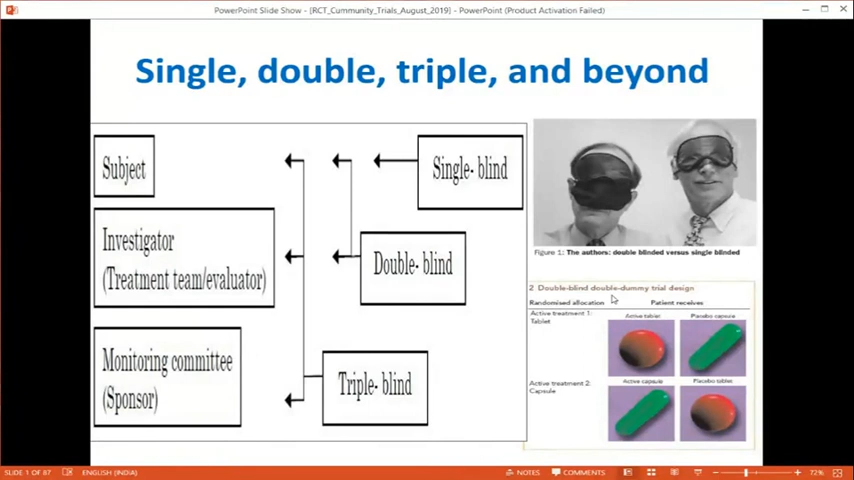 PowerPoint Slide Show - [RCT_Cummunity_Trials_August_2019] - PowerPoint (Product Activation Failed)
Single, double, triple, and beyond
Subject
Single- blind
Investigator
(Treatment team/evaluator)
Double- blind
Monitoring committee
(Sponsor)
Triple- blind
Figure 1: The authors: double blinded versus single blinded
2 Double-blind double-dummy trial design
Randomised allocation Patient receives
Active treatment 1:
Tablet
Active tablet Placebo capsule
Active treatment 2:
Capsule
Active capsule Placebo tablet
SLIDE 1 OF 87 ENGLISH (INDIA) NOTES COMMENTS 72%